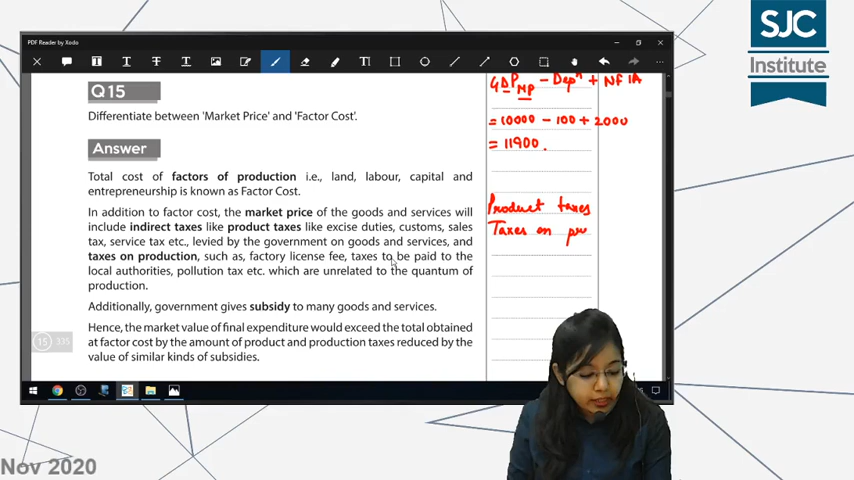 PDF Reader by Xodo
SJC
Institute
Q15
Differentiate between 'Market Price' and 'Factor Cost'.
Answer
Total cost of factors of production i.e., land, labour, capital and
entrepreneurship is known as Factor Cost.
In addition to factor cost, the market price of the goods and services will
include indirect taxes like product taxes like excise duties, customs, sales
tax, service tax etc., levied by the government on goods and services, and
taxes on production, such as, factory license fee, taxes to be paid to the
local authorities, pollution tax etc. which are unrelated to the quantum of
production.
Additionally, government gives subsidy to many goods and services.
Hence, the market value of final expenditure would exceed the total obtained
at factor cost by the amount of product and production taxes reduced by the
value of similar kinds of subsidies.
15 335
GDP MP - Depn + NFIA
= 10000 - 100 + 2000
= 11900.
Product taxes
Taxes on
Nov 2020